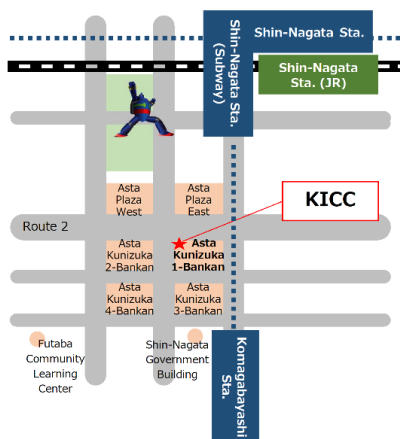 Shin-Nagata Sta.
Shin-Nagata Sta.
(Subway)
Shin-Nagata
Sta. (JR)
Asta
Plaza
West
Asta
Plaza
East
KICC
Route 2
Asta
Kunizuka
2-Bankan
Asta
Kunizuka
1-Bankan
Asta
Kunizuka
4-Bankan
Asta
Kunizuka
3-Bankan
Futaba
Community
Learning
Center
Shin-Nagata
Government
Building
Komagabayashi
Sta.